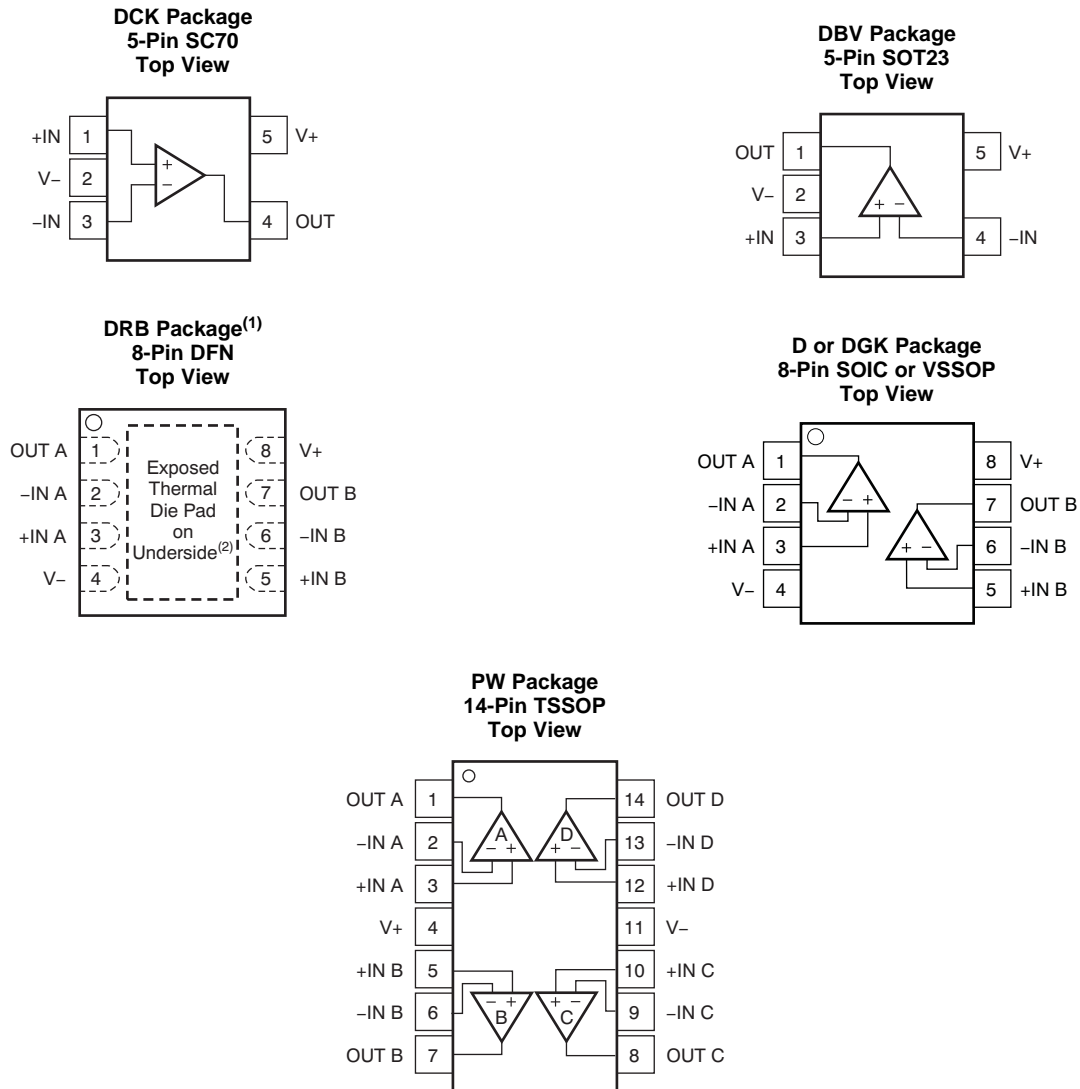 DCK Package
5-Pin SC70
Top View
+IN 1 5 V+
+
V– 2
–
–IN 3 4 OUT
DBV Package
5-Pin SOT23
Top View
OUT 1 5 V+
V– 2
+ –
+IN 3 4 –IN
DRB Package(1)
8-Pin DFN
Top View
OUT A 1 8 V+
–IN A 2 7 OUT B
+IN A 3 6 –IN B
V– 4 5 +IN B
Exposed
Thermal
Die Pad
on
Underside(2)
D or DGK Package
8-Pin SOIC or VSSOP
Top View
OUT A 1 8 V+
–IN A 2 – + 7 OUT B
+IN A 3 + – 6 –IN B
V– 4 5 +IN B
PW Package
14-Pin TSSOP
Top View
OUT A 1 14 OUT D
A D
–IN A 2 – + + – 13 –IN D
+IN A 3 12 +IN D
V+ 4 11 V–
+IN B 5 10 +IN C
– + + –
–IN B 6 B C 9 –IN C
OUT B 7 8 OUT C